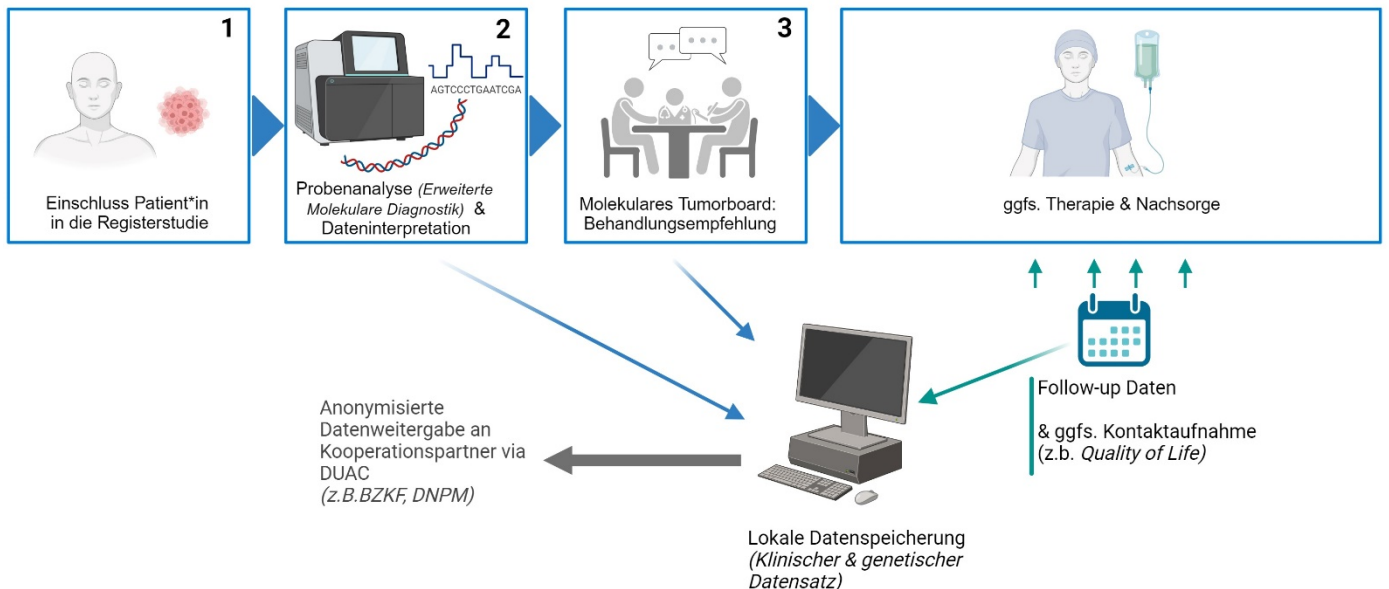 1
Einschluss Patient*in
in die Registerstudie
2
AGTCCCTGAATCGA
Probenanalyse (Erweiterte
Molekulare Diagnostik) &
Dateninterpretation
3
Molekulares Tumorboard:
Behandlungsempfehlung
ggfs. Therapie & Nachsorge
Follow-up Daten
& ggfs. Kontaktaufnahme
(z.b. Quality of Life)
Anonymisierte
Datenweitergabe an
Kooperationspartner via
DUAC
(z.B.BZKF, DNPM)
Lokale Datenspeicherung
(Klinischer & genetischer
Datensatz)